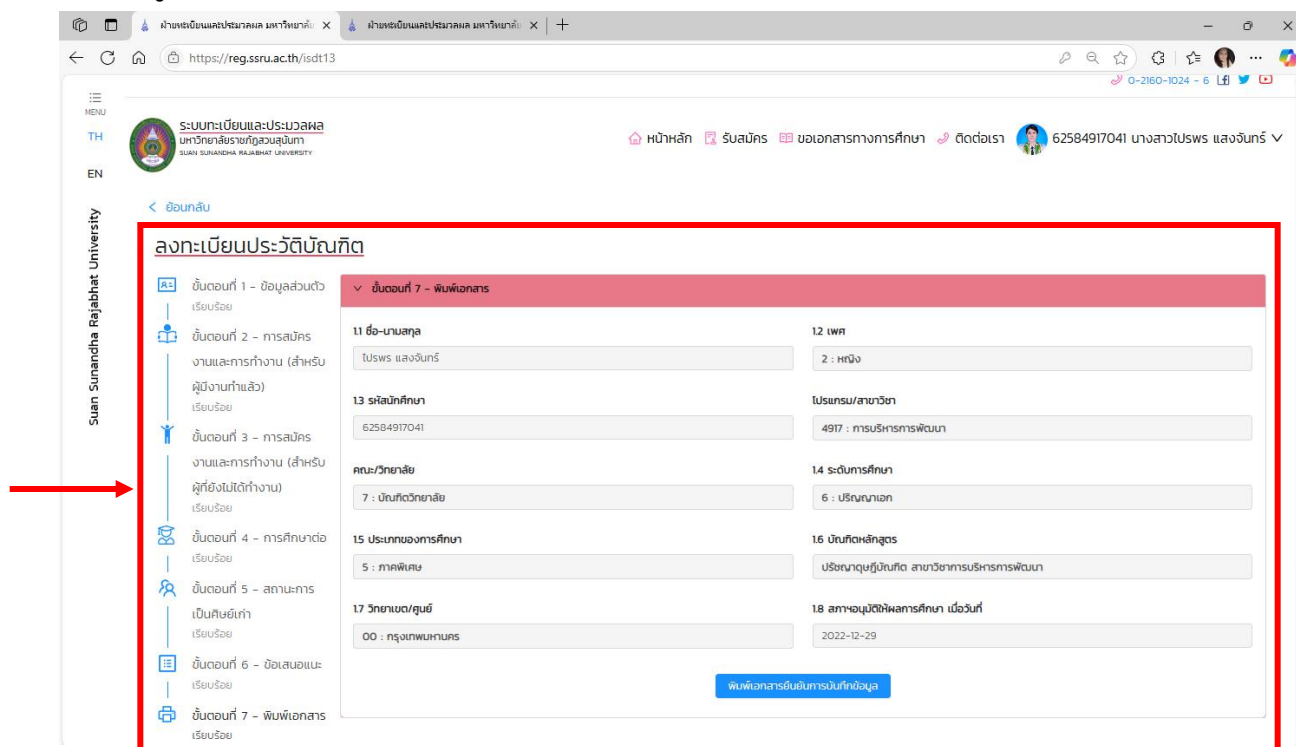 ฝ่ายทะเบียนและประมวลผล มหาวิทยาลัย
ฝ่ายทะเบียนและประมวลผล มหาวิทยาลัย
https://reg.ssru.ac.th/isdt13
0-2160-1024 - 6
MENU
TH
EN
Suan Sunandha Rajabhat University
ระบบทะเบียนและประมวลผล
มหาวิทยาลัยราชภัฏสวนสุนันทา
SUAN SUNANDHA RAJABHAT UNIVERSITY
หน้าหลัก รับสมัคร ขอเอกสารทางการศึกษา ติดต่อเรา 62584917041 นางสาวไปรพร แสงจันทร์
< ย้อนกลับ
ลงทะเบียนประวัติบัณฑิต
ขั้นตอนที่ 1 - ข้อมูลส่วนตัว
เรียบร้อย
ขั้นตอนที่ 2 - การสมัคร
งานและการทำงาน (สำหรับ
ผู้มีงานทำแล้ว)
เรียบร้อย
ขั้นตอนที่ 3 - การสมัคร
งานและการทำงาน (สำหรับ
ผู้ที่ยังไม่ได้ทำงาน)
เรียบร้อย
ขั้นตอนที่ 4 - การศึกษาต่อ
เรียบร้อย
ขั้นตอนที่ 5 - สถานะการ
เป็นศิษย์เก่า
เรียบร้อย
ขั้นตอนที่ 6 - ข้อเสนอแนะ
เรียบร้อย
ขั้นตอนที่ 7 - พิมพ์เอกสาร
เรียบร้อย
ขั้นตอนที่ 7 - พิมพ์เอกสาร
1.1 ชื่อ-นามสกุล
ไปรพร แสงจันทร์
1.2 เพศ
2 : หญิง
1.3 รหัสนักศึกษา
62584917041
โปรแกรม/สาขาวิชา
4917 : การบริหารการพัฒนา
คณะ/วิทยาลัย
7 : บัณฑิตวิทยาลัย
1.4 ระดับการศึกษา
6 : ปริญญาเอก
1.5 ประเภทของการศึกษา
5 : ภาคพิเศษ
1.6 บัณฑิตหลักสูตร
ปรัชญาดุษฎีบัณฑิต สาขาวิชาการบริหารการพัฒนา
1.7 วิทยาเขต/ศูนย์
00 : กรุงเทพมหานคร
1.8 สภาฯอนุมัติให้ผลการศึกษา เมื่อวันที่
2022-12-29
พิมพ์เอกสารยืนยันการบันทึกข้อมูล